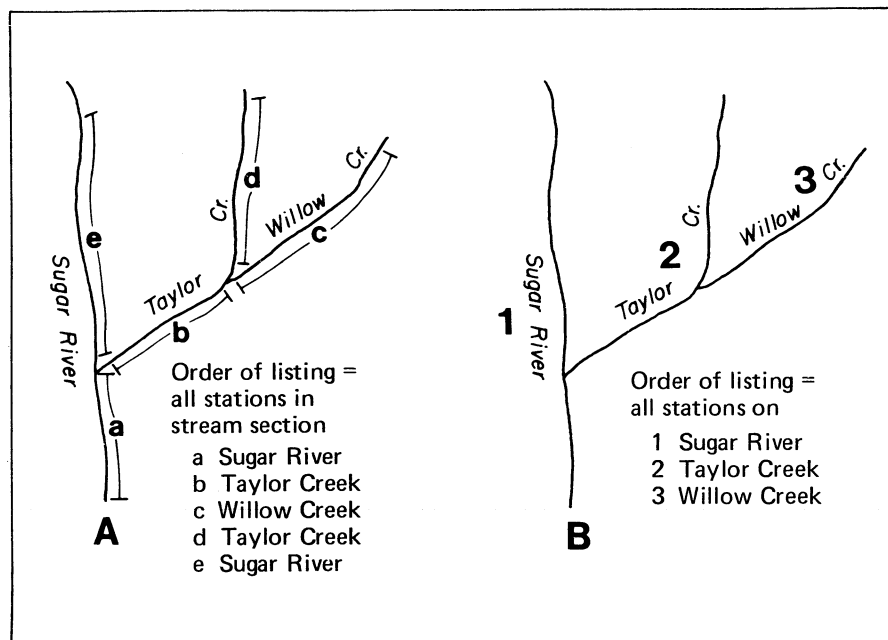 e
Sugar River
d
Cr.
Willow Cr.
c
Taylor
b
a
A
Order of listing =
all stations in
stream section
a Sugar River
b Taylor Creek
c Willow Creek
d Taylor Creek
e Sugar River
1
Sugar River
2
Cr.
3
Willow Cr.
Taylor
B
Order of listing =
all stations on
1 Sugar River
2 Taylor Creek
3 Willow Creek